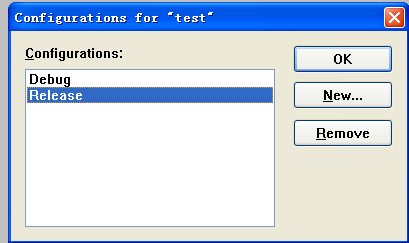 Configurations for "test"
Configurations:
Debug
Release
OK
New...
Remove